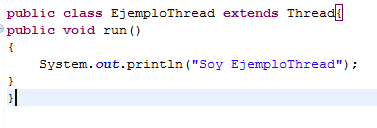 public class EjemploThread extends Thread{
public void run()
{
    System.out.println("Soy EjemploThread");
}
}